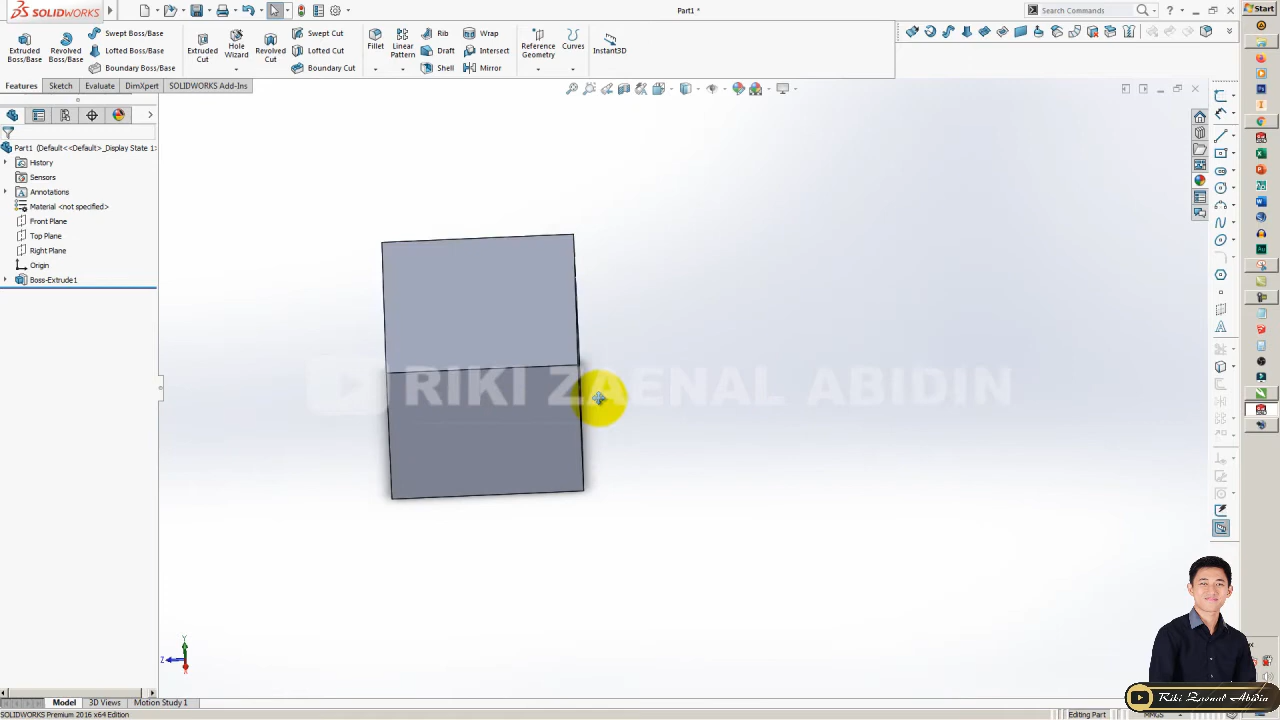 SOLIDWORKS
Part1 *
Search Commands
Extruded Boss/Base
Revolved Boss/Base
Swept Boss/Base
Lofted Boss/Base
Boundary Boss/Base
Extruded Cut
Hole Wizard
Revolved Cut
Swept Cut
Lofted Cut
Boundary Cut
Fillet
Linear Pattern
Rib
Draft
Shell
Wrap
Intersect
Mirror
Reference Geometry
Curves
Instant3D
Start
Features
Sketch
Evaluate
DimXpert
SOLIDWORKS Add-Ins
Part1 (Default<<Default>_Display State 1>
History
Sensors
Annotations
Material <not specified>
Front Plane
Top Plane
Right Plane
Origin
Boss-Extrude1
RIKI ZAENAL ABIDIN
Y
Z
X
Model
3D Views
Motion Study 1
Riki Zaenal Abidin
SOLIDWORKS Premium 2016 x64 Edition
Editing Part
MMGS